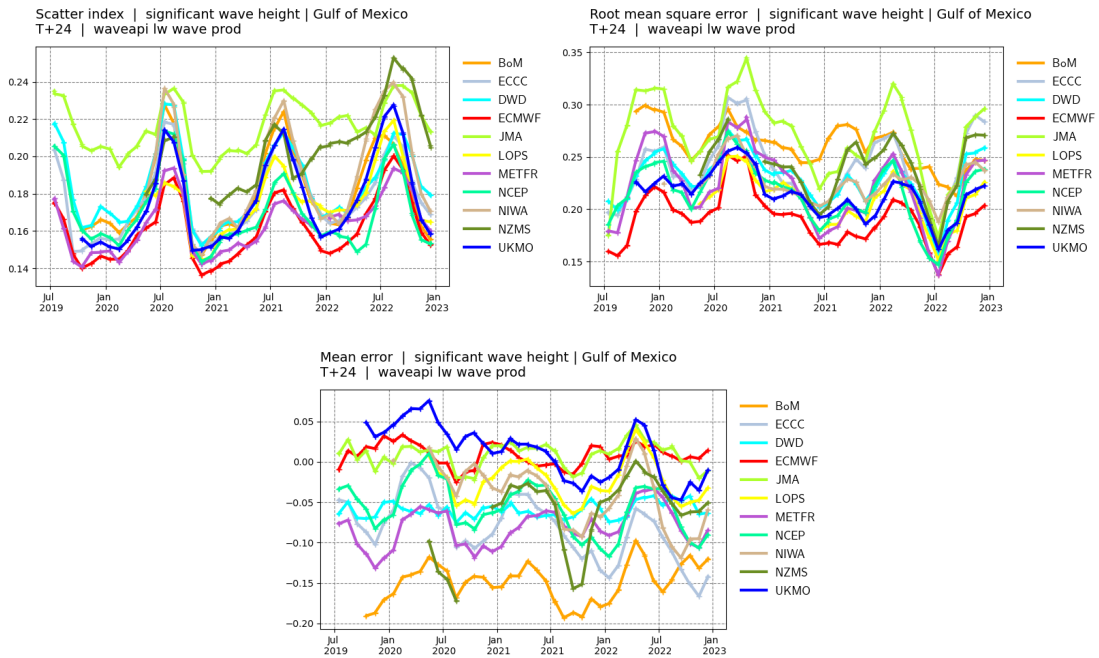 Scatter index | significant wave height | Gulf of Mexico
T+24 | waveapi lw wave prod
0.24
0.22
0.20
0.18
0.16
0.14
Jul 2019
Jan 2020
Jul 2020
Jan 2021
Jul 2021
Jan 2022
Jul 2022
Jan 2023
BoM
ECCC
DWD
ECMWF
JMA
LOPS
METFR
NCEP
NIWA
NZMS
UKMO
Root mean square error | significant wave height | Gulf of Mexico
T+24 | waveapi lw wave prod
0.35
0.30
0.25
0.20
0.15
Jul 2019
Jan 2020
Jul 2020
Jan 2021
Jul 2021
Jan 2022
Jul 2022
Jan 2023
BoM
ECCC
DWD
ECMWF
JMA
LOPS
METFR
NCEP
NIWA
NZMS
UKMO
Mean error | significant wave height | Gulf of Mexico
T+24 | waveapi lw wave prod
0.05
0.00
−0.05
−0.10
−0.15
−0.20
Jul 2019
Jan 2020
Jul 2020
Jan 2021
Jul 2021
Jan 2022
Jul 2022
Jan 2023
BoM
ECCC
DWD
ECMWF
JMA
LOPS
METFR
NCEP
NIWA
NZMS
UKMO